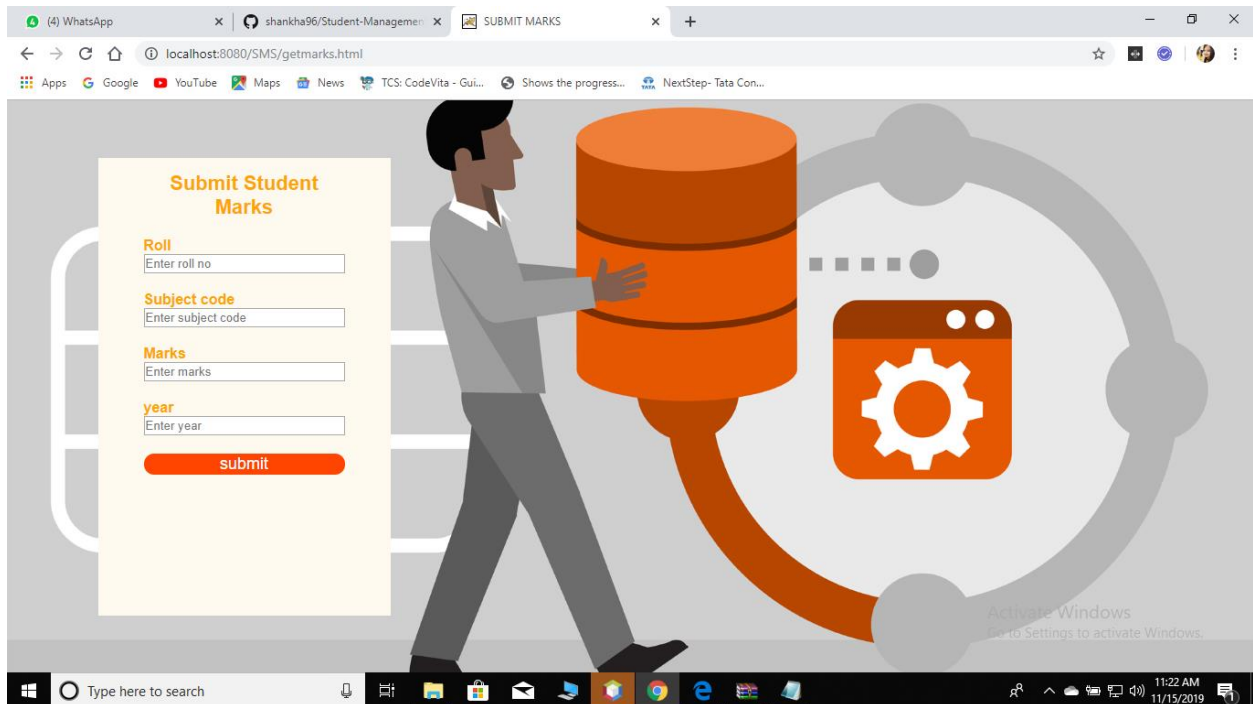 (4) WhatsApp
shankha96/Student-Managemen
SUBMIT MARKS
localhost:8080/SMS/getmarks.html
Apps
Google
YouTube
Maps
News
TCS: CodeVita - Gui...
Shows the progress...
NextStep- Tata Con...
Submit Student
Marks
Roll
Enter roll no
Subject code
Enter subject code
Marks
Enter marks
year
Enter year
submit
Activate Windows
Go to Settings to activate Windows.
Type here to search
11:22 AM
11/15/2019